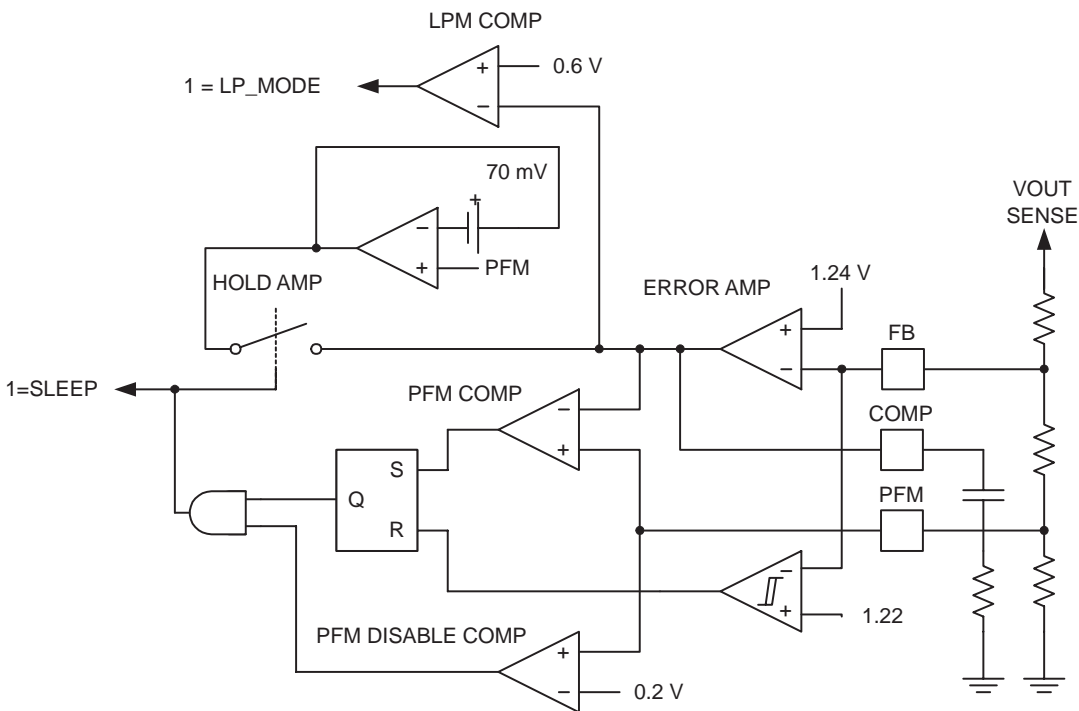 LPM COMP
+
0.6 V
1 = LP_MODE
−
70 mV
+
VOUT
SENSE
−
+
PFM
1.24 V
HOLD AMP
ERROR AMP
+
FB
−
1=SLEEP
PFM COMP
−
COMP
+
S
Q
PFM
R
−
+
1.22
PFM DISABLE COMP
+
−
0.2 V